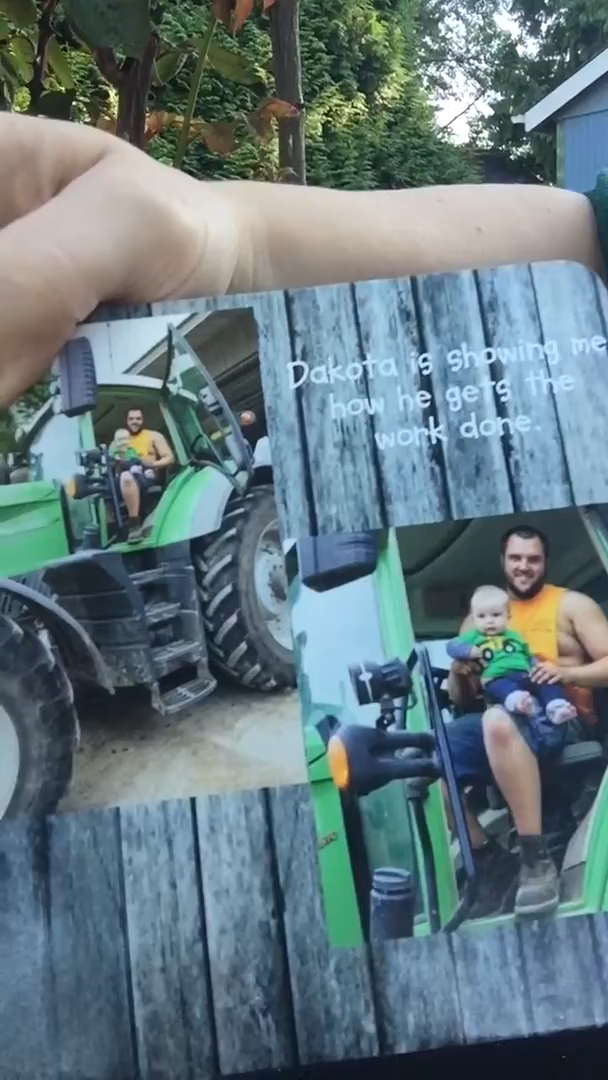 Dakota is showing me
how he gets the
work done.